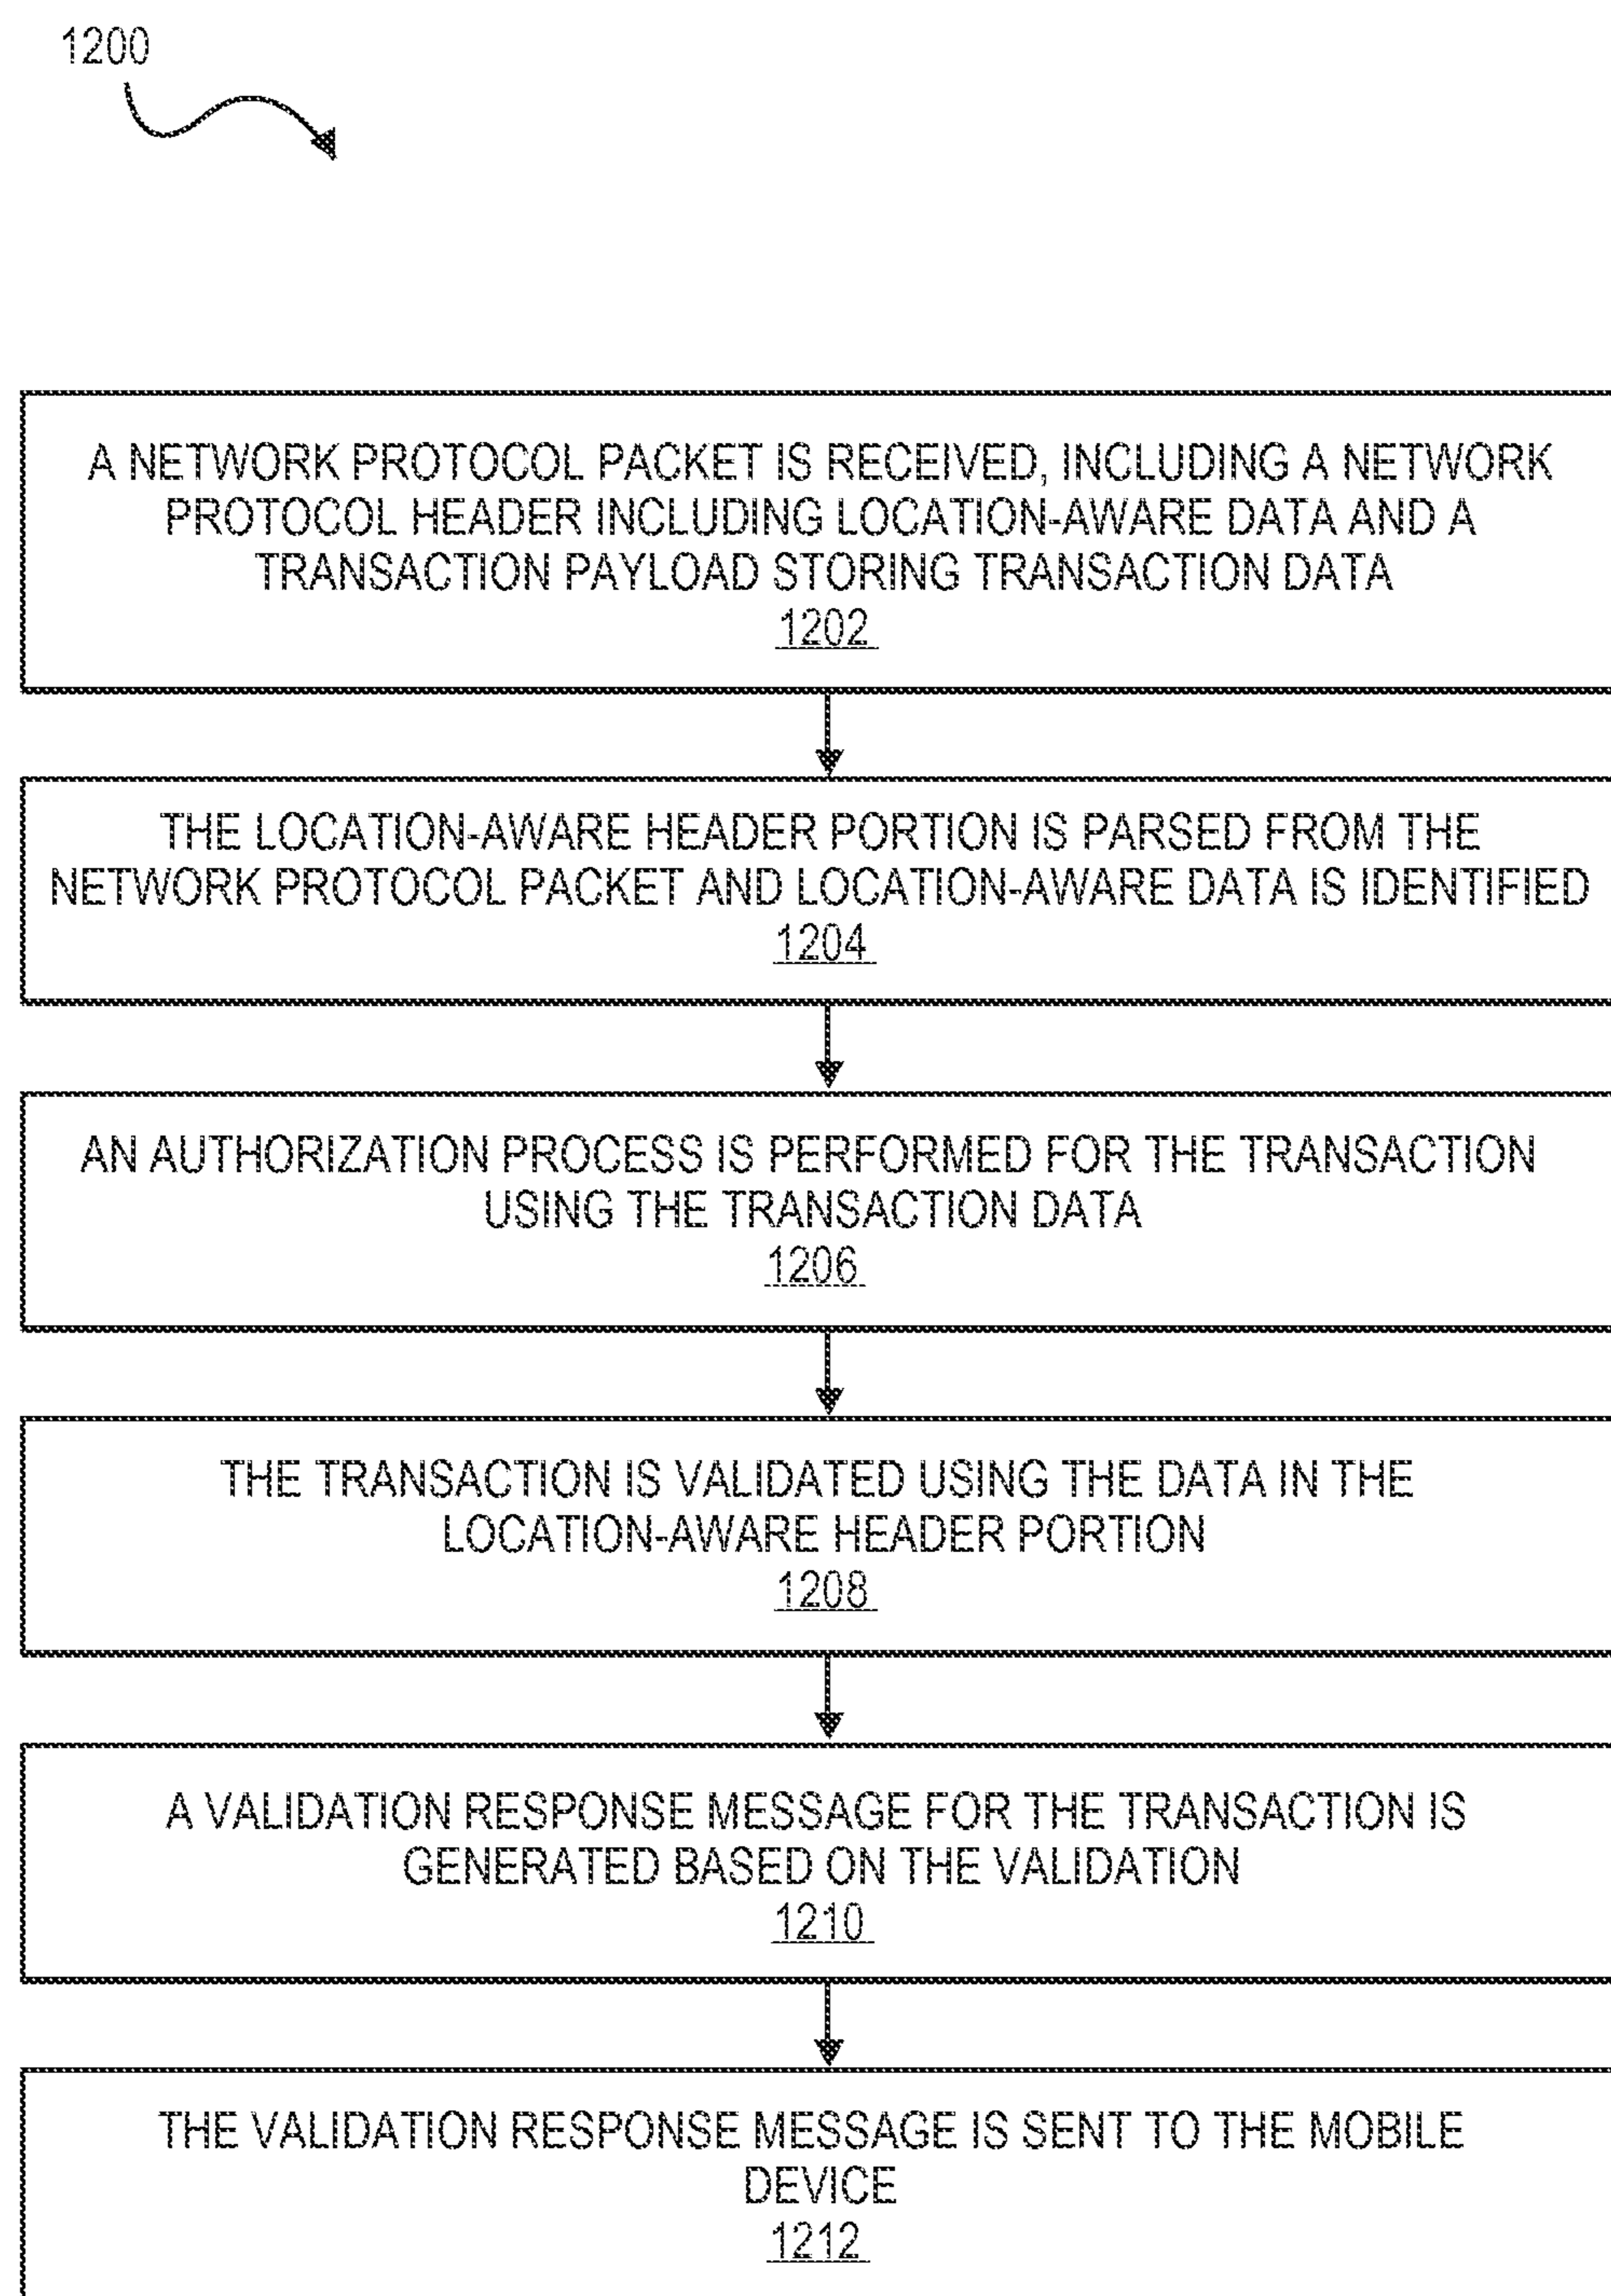 1200
A NETWORK PROTOCOL PACKET IS RECEIVED, INCLUDING A NETWORK
PROTOCOL HEADER INCLUDING LOCATION-AWARE DATA AND A
TRANSACTION PAYLOAD STORING TRANSACTION DATA
1202
THE LOCATION-AWARE HEADER PORTION IS PARSED FROM THE
NETWORK PROTOCOL PACKET AND LOCATION-AWARE DATA IS IDENTIFIED
1204
AN AUTHORIZATION PROCESS IS PERFORMED FOR THE TRANSACTION
USING THE TRANSACTION DATA
1206
THE TRANSACTION IS VALIDATED USING THE DATA IN THE
LOCATION-AWARE HEADER PORTION
1208
A VALIDATION RESPONSE MESSAGE FOR THE TRANSACTION IS
GENERATED BASED ON THE VALIDATION
1210
THE VALIDATION RESPONSE MESSAGE IS SENT TO THE MOBILE
DEVICE
1212